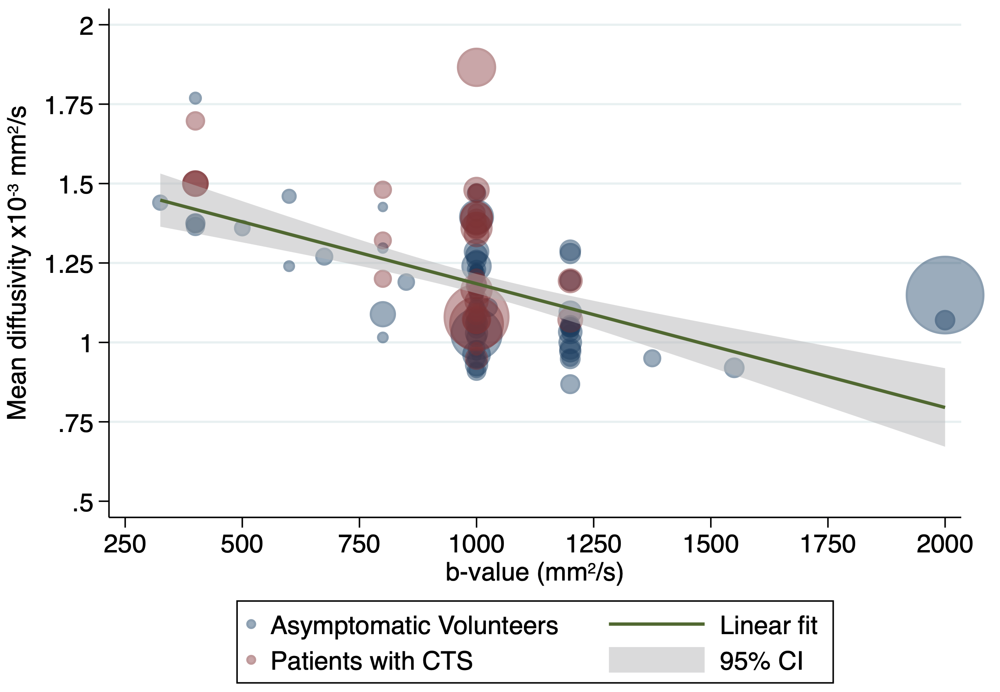 Mean diffusivity x10⁻³ mm²/s
2
1.75
1.5
1.25
1
.75
.5
250 500 750 1000 1250 1500 1750 2000
b-value (mm²/s)
Asymptomatic Volunteers Linear fit
Patients with CTS 95% CI